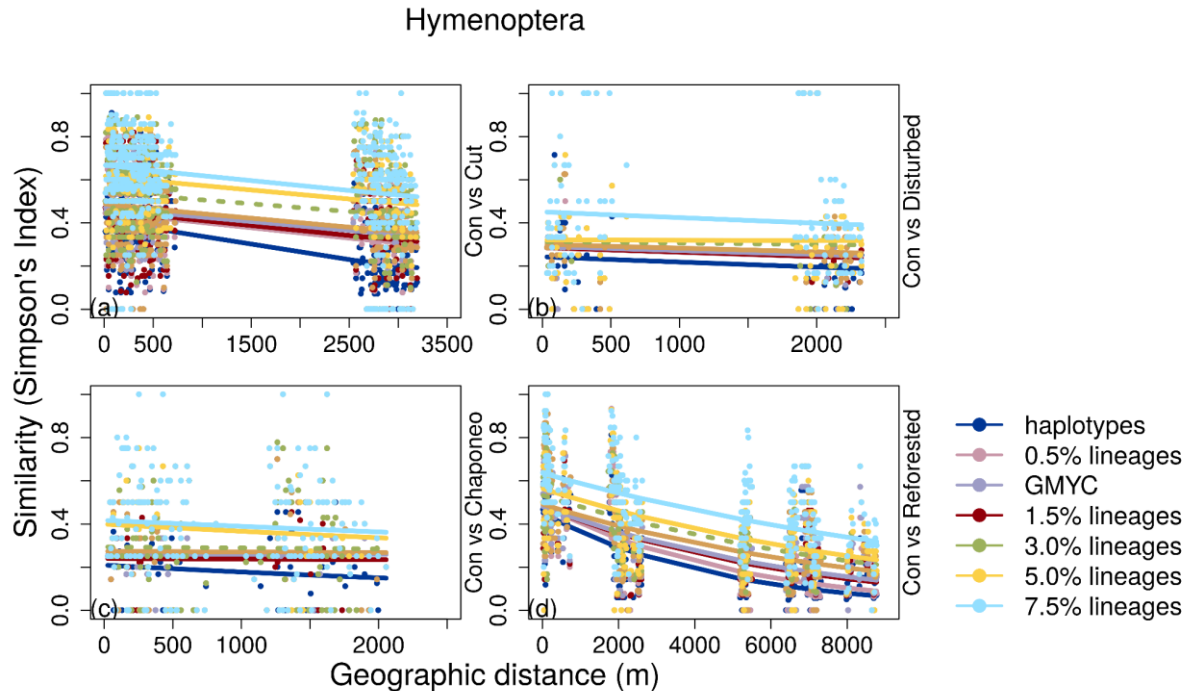 Hymenoptera
Similarity (Simpson's Index)
0.0 0.4 0.8
(a)
0 500 1500 2500 3500
Con vs Cut
0.0 0.4 0.8
(b)
0 500 1000 2000
Con vs Disturbed
0.0 0.4 0.8
(c)
0 500 1000 2000
Con vs Chaponeo
0.0 0.4 0.8
(d)
0 2000 4000 6000 8000
Con vs Reforested
Geographic distance (m)
haplotypes
0.5% lineages
GMYC
1.5% lineages
3.0% lineages
5.0% lineages
7.5% lineages